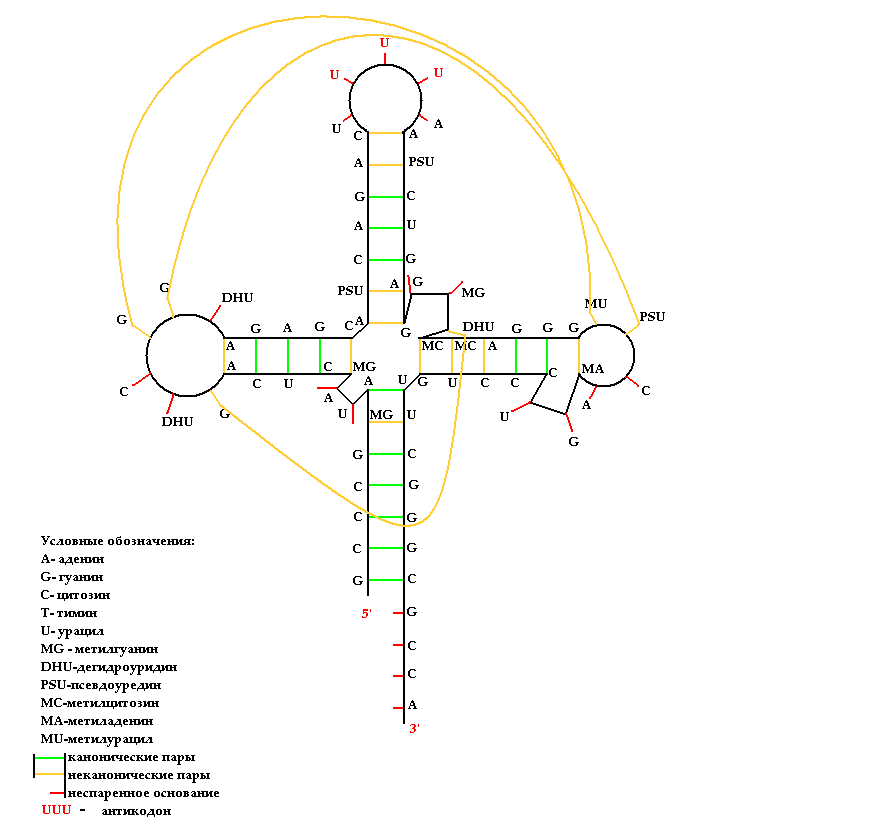 U
U U
U A
C A
A PSU
G C
A U
C G
PSU A G MG
A G DHU
G DHU MU
G PSU
A G A G C MC MC A G G G
A C U C MG A U G U C C C MA
C DHU G A U MG U U G A C
G C
C G
C G
C G
G C
5' G
C
C
A
3'
Условные обозначения:
A- аденин
G- гуанин
C- цитозин
T- тимин
U- урацил
MG - метилгуанин
DHU-дегидроуридин
PSU-псевдоуредин
MC-метилцитозин
MA-метиладенин
MU-метилурацил
канонические пары
неканонические пары
неспаренное основание
UUU - антикодон